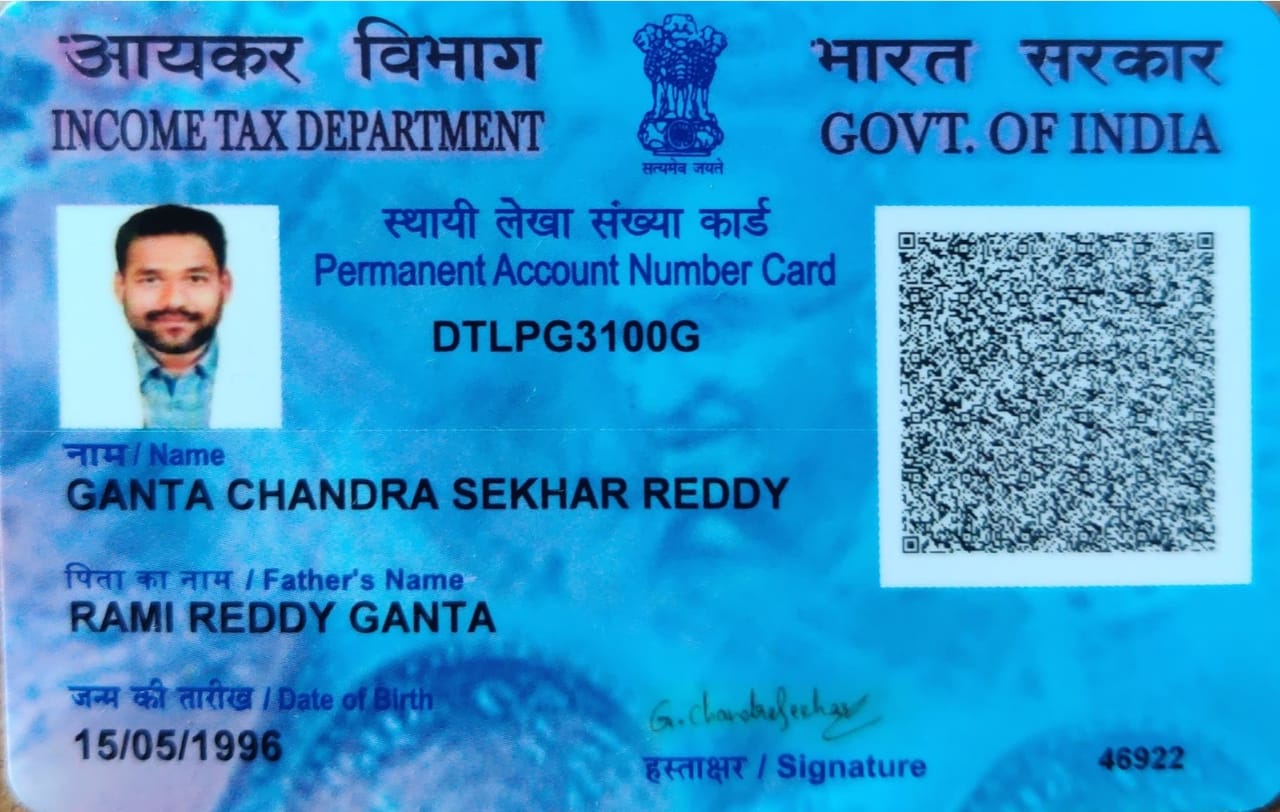 आयकर विभाग
INCOME TAX DEPARTMENT
सत्यमेव जयते
भारत सरकार
GOVT. OF INDIA
स्थायी लेखा संख्या कार्ड
Permanent Account Number Card
DTLPG3100G
नाम / Name
GANTA CHANDRA SEKHAR REDDY
पिता का नाम / Father's Name
RAMI REDDY GANTA
जन्म की तारीख / Date of Birth
15/05/1996
G. ChandraSekhar
हस्ताक्षर / Signature
46922